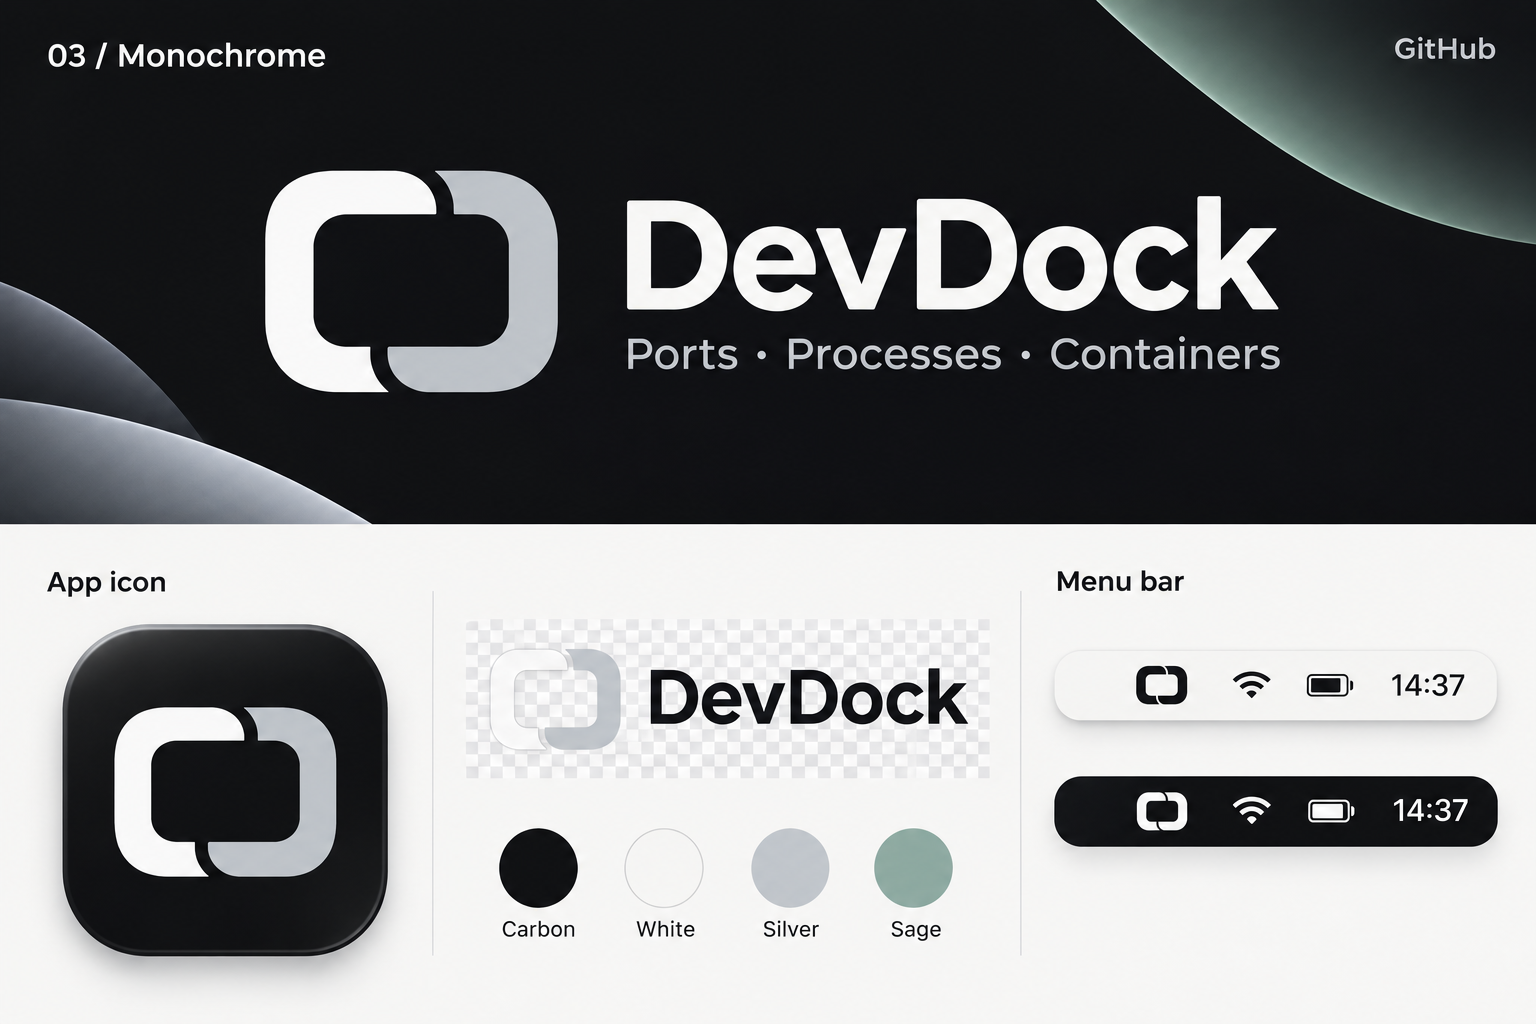 03 / Monochrome
GitHub
DevDock
Ports • Processes • Containers
App icon
DevDock
Carbon
White
Silver
Sage
Menu bar
14:37
14:37